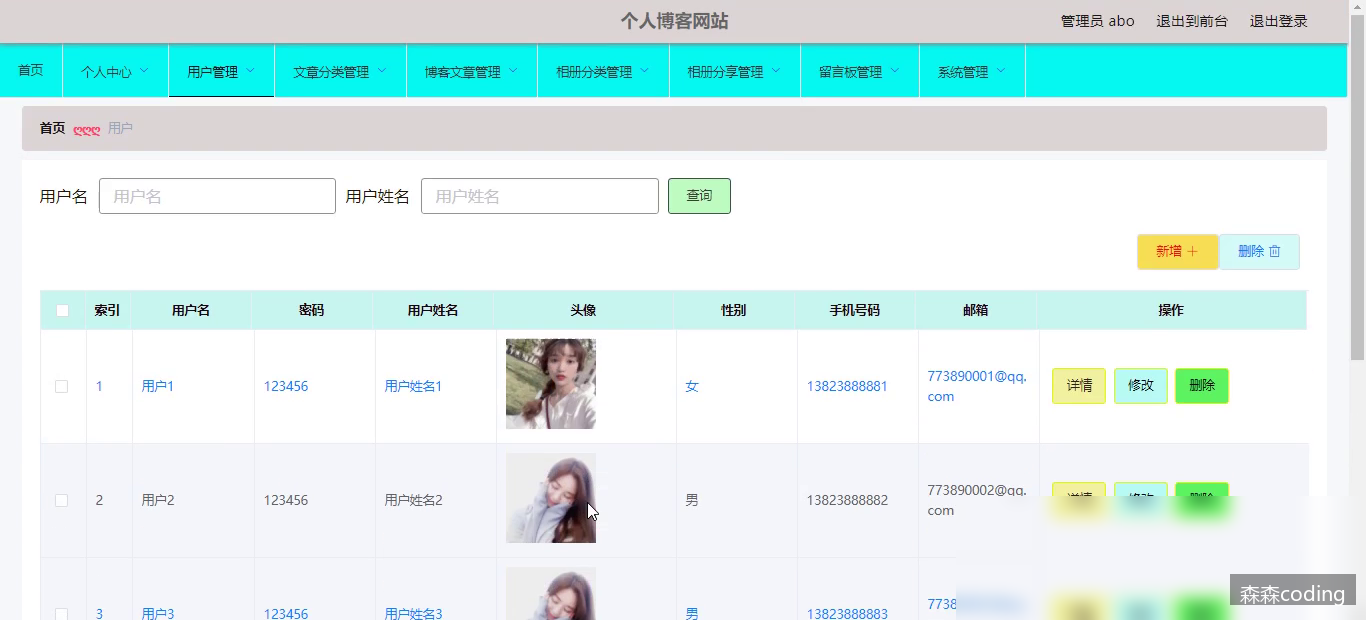 个人博客网站
管理员 abo 退出到前台 退出登录
首页 个人中心 用户管理 文章分类管理 博客文章管理 相册分类管理 相册分享管理 留言板管理 系统管理
首页 ღღღ 用户
用户名 用户名 用户姓名 用户姓名 查询
新增 删除
索引 用户名 密码 用户姓名 头像 性别 手机号码 邮箱 操作
1 用户1 123456 用户姓名1 女 13823888881 773890001@qq.com 详情 修改 删除
2 用户2 123456 用户姓名2 男 13823888882 773890002@qq.com 详情 修改 删除
3 用户3 123456 用户姓名3 男 13823888883 7738
森森coding